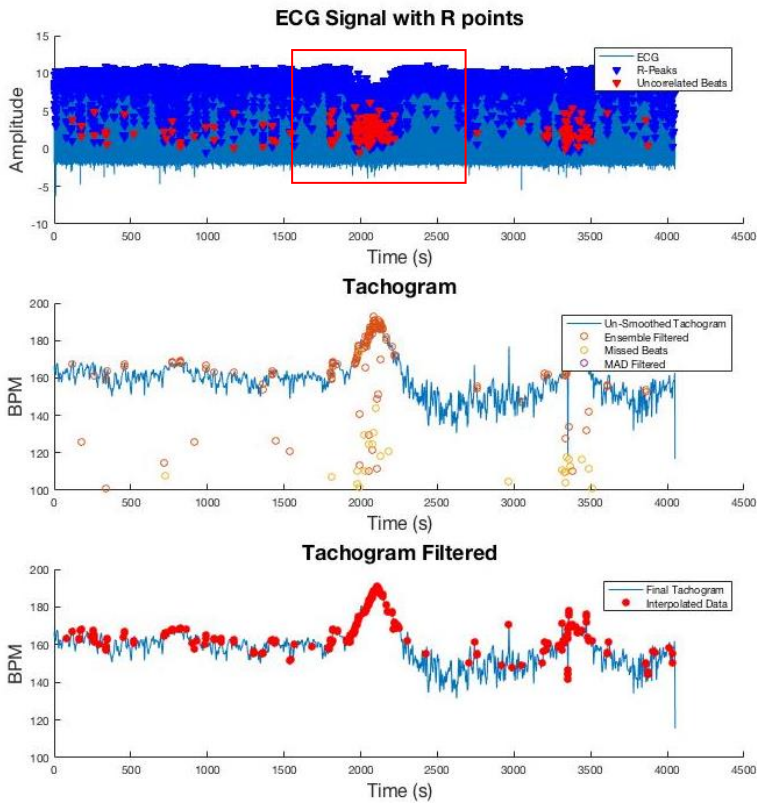 ECG Signal with R points
15
10
5
0
-5
-10
Amplitude
ECG
R-Peaks
Uncorrelated Beats
0 500 1000 1500 2000 2500 3000 3500 4000 4500
Time (s)
Tachogram
200
180
160
140
120
100
BPM
Un-Smoothed Tachogram
Ensemble Filtered
Missed Beats
MAD Filtered
0 500 1000 1500 2000 2500 3000 3500 4000 4500
Time (s)
Tachogram Filtered
200
180
160
140
120
100
BPM
Final Tachogram
Interpolated Data
0 500 1000 1500 2000 2500 3000 3500 4000 4500
Time (s)